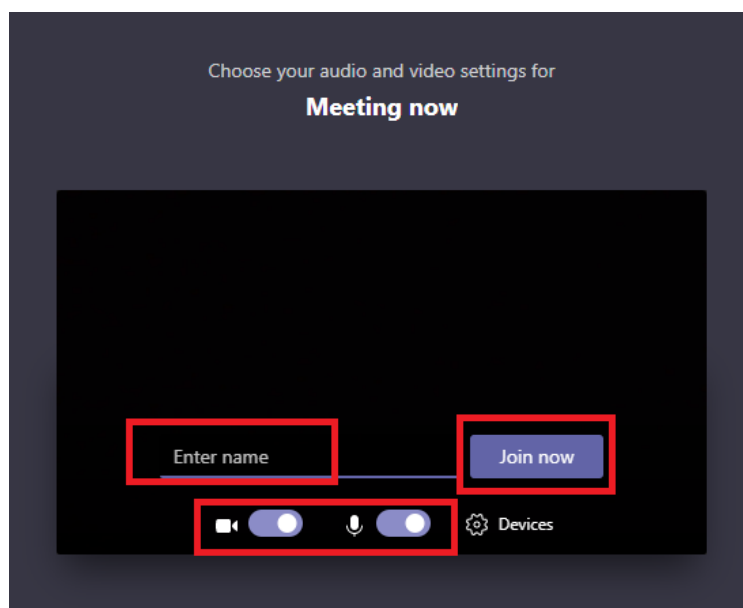 Choose your audio and video settings for
Meeting now
Enter name
Join now
Devices